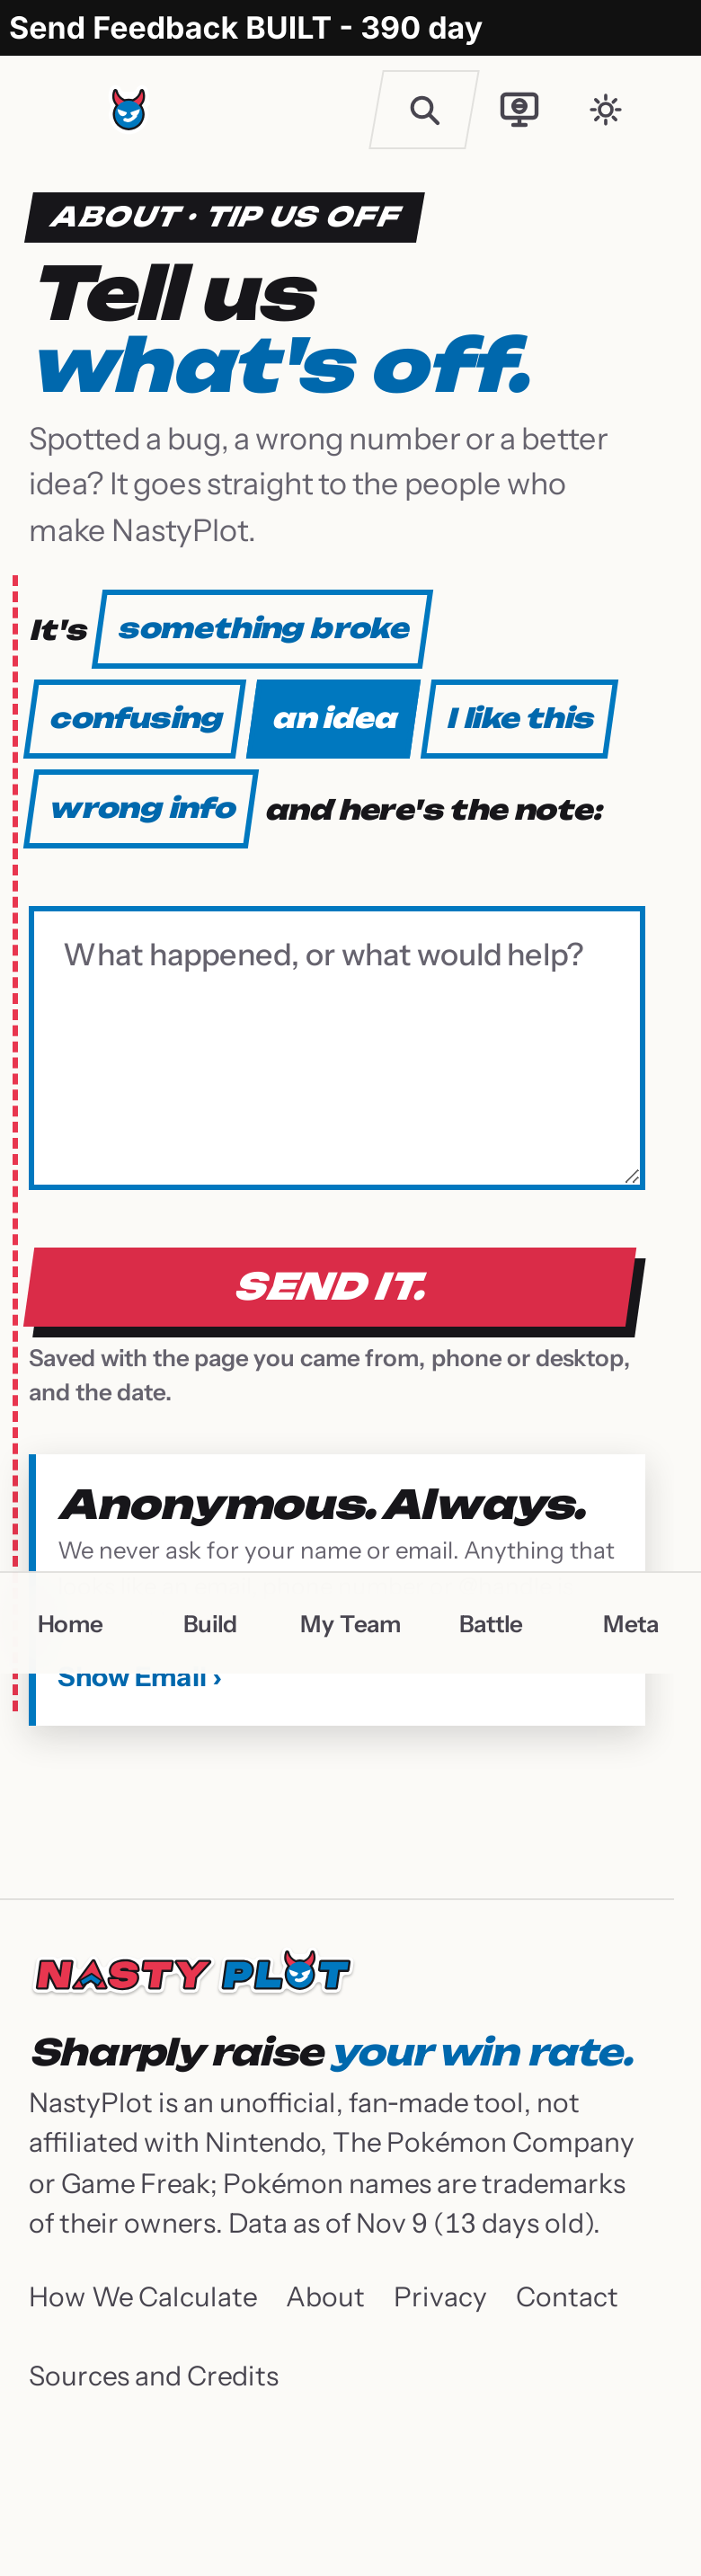 Send Feedback BUILT - 390 day
ABOUT · TIP US OFF
Tell us
what's off.
Spotted a bug, a wrong number or a better
idea? It goes straight to the people who
make NastyPlot.
It's something broke
confusing an idea I like this
wrong info and here's the note:
What happened, or what would help?
SEND IT.
Saved with the page you came from, phone or desktop,
and the date.
Anonymous. Always.
We never ask for your name or email. Anything that
Home Build My Team Battle Meta
Show Email ›
NASTY PLOT
Sharply raise your win rate.
NastyPlot is an unofficial, fan-made tool, not
affiliated with Nintendo, The Pokémon Company
or Game Freak; Pokémon names are trademarks
of their owners. Data as of Nov 9 (13 days old).
How We Calculate About Privacy Contact
Sources and Credits